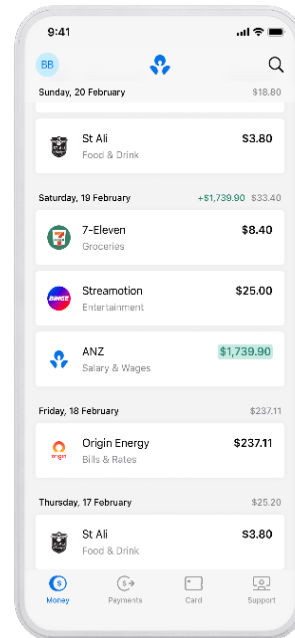 9:41
BB
Sunday, 20 February $18.80
St Ali $3.80
Food & Drink
Saturday, 19 February +$1,739.90 $33.40
7-Eleven $8.40
Groceries
BINGE
Streamotion $25.00
Entertainment
ANZ $1,739.90
Salary & Wages
Friday, 18 February $237.11
origin
Origin Energy $237.11
Bills & Rates
Thursday, 17 February $25.20
St Ali $3.80
Food & Drink
Money Payments Card Support